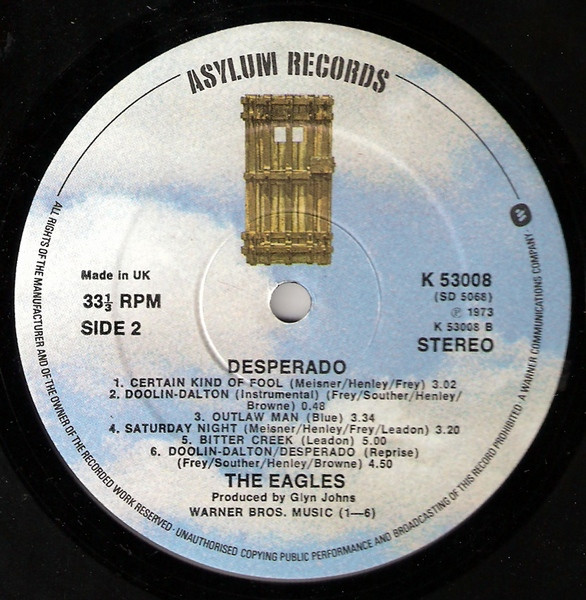 ASYLUM RECORDS
Made in UK
33⅓ RPM
SIDE 2
K 53008
(SD 5068)
℗ 1973
K 53008 B
STEREO
DESPERADO
1. CERTAIN KIND OF FOOL (Meisner/Henley/Frey) 3.02
2. DOOLIN-DALTON (Instrumental) (Frey/Souther/Henley/
Browne) 0.48
3. OUTLAW MAN (Blue) 3.34
4. SATURDAY NIGHT (Meisner/Henley/Frey/Leadon) 3.20
5. BITTER CREEK (Leadon) 5.00
6. DOOLIN-DALTON/DESPERADO (Reprise)
(Frey/Souther/Henley/Browne) 4.50
THE EAGLES
Produced by Glyn Johns
WARNER BROS. MUSIC (1—6)
ALL RIGHTS OF THE MANUFACTURER AND OF THE OWNER OF THE RECORDED WORK RESERVED · UNAUTHORISED COPYING PUBLIC PERFORMANCE AND BROADCASTING OF THIS RECORD PROHIBITED · A WARNER COMMUNICATIONS COMPANY